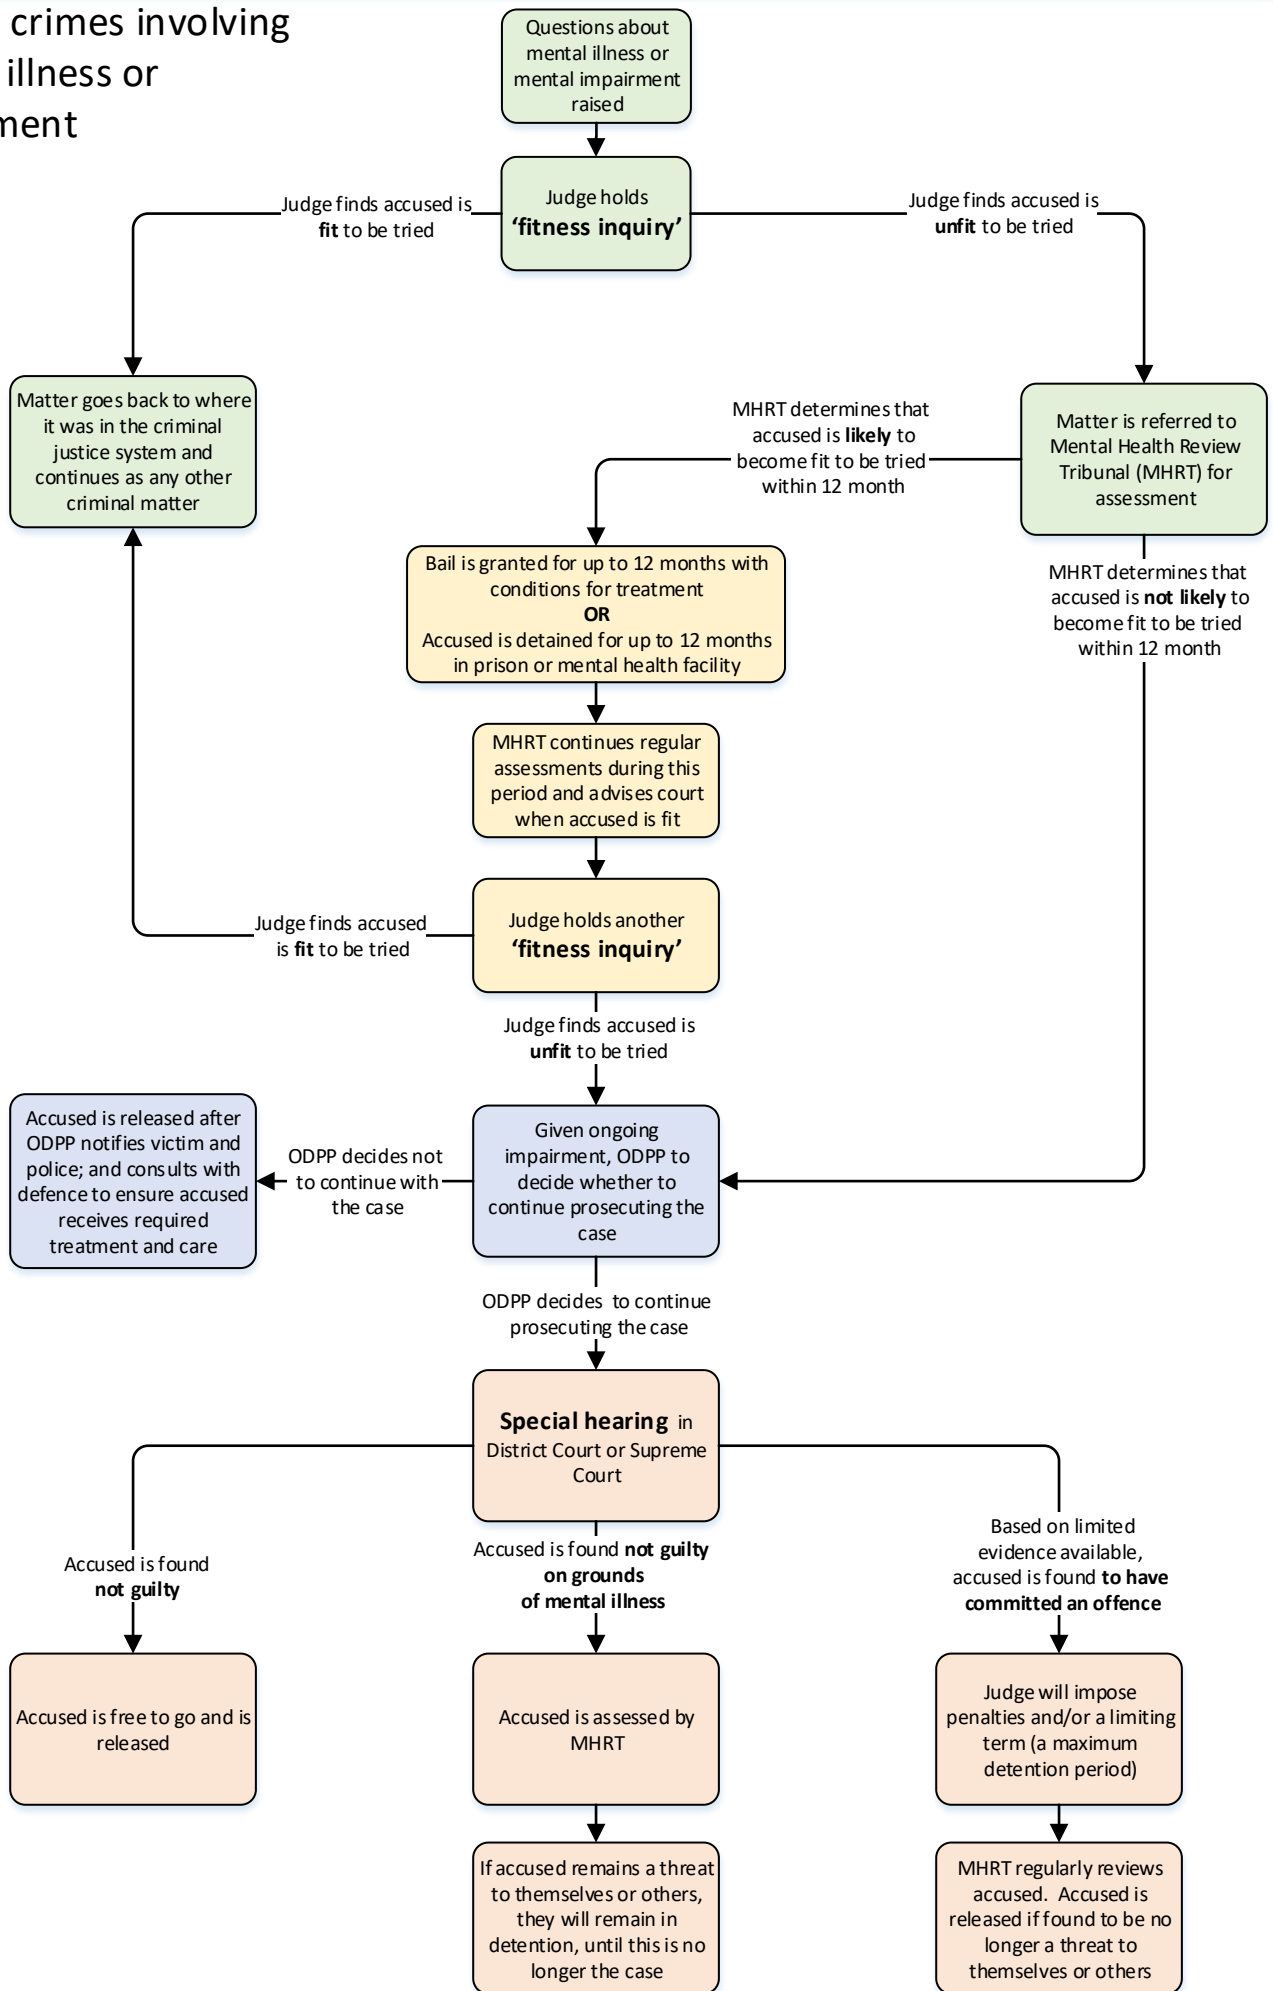 crimes involving
illness or
ment
Questions about
mental illness or
mental impairment
raised
Judge holds
‘fitness inquiry’
Judge finds accused is
fit to be tried
Judge finds accused is
unfit to be tried
Matter goes back to where
it was in the criminal
justice system and
continues as any other
criminal matter
MHRT determines that
accused is likely to
become fit to be tried
within 12 month
Matter is referred to
Mental Health Review
Tribunal (MHRT) for
assessment
Bail is granted for up to 12 months with
conditions for treatment
OR
Accused is detained for up to 12 months
in prison or mental health facility
MHRT determines that
accused is not likely to
become fit to be tried
within 12 month
MHRT continues regular
assessments during this
period and advises court
when accused is fit
Judge finds accused
is fit to be tried
Judge holds another
‘fitness inquiry’
Judge finds accused is
unfit to be tried
Accused is released after
ODPP notifies victim and
police; and consults with
defence to ensure accused
receives required
treatment and care
ODPP decides not
to continue with
the case
Given ongoing
impairment, ODPP to
decide whether to
continue prosecuting the
case
ODPP decides to continue
prosecuting the case
Special hearing in
District Court or Supreme
Court
Accused is found
not guilty
Accused is found not guilty
on grounds
of mental illness
Based on limited
evidence available,
accused is found to have
committed an offence
Accused is free to go and is
released
Accused is assessed by
MHRT
Judge will impose
penalties and/or a limiting
term (a maximum
detention period)
If accused remains a threat
to themselves or others,
they will remain in
detention, until this is no
longer the case
MHRT regularly reviews
accused. Accused is
released if found to be no
longer a threat to
themselves or others